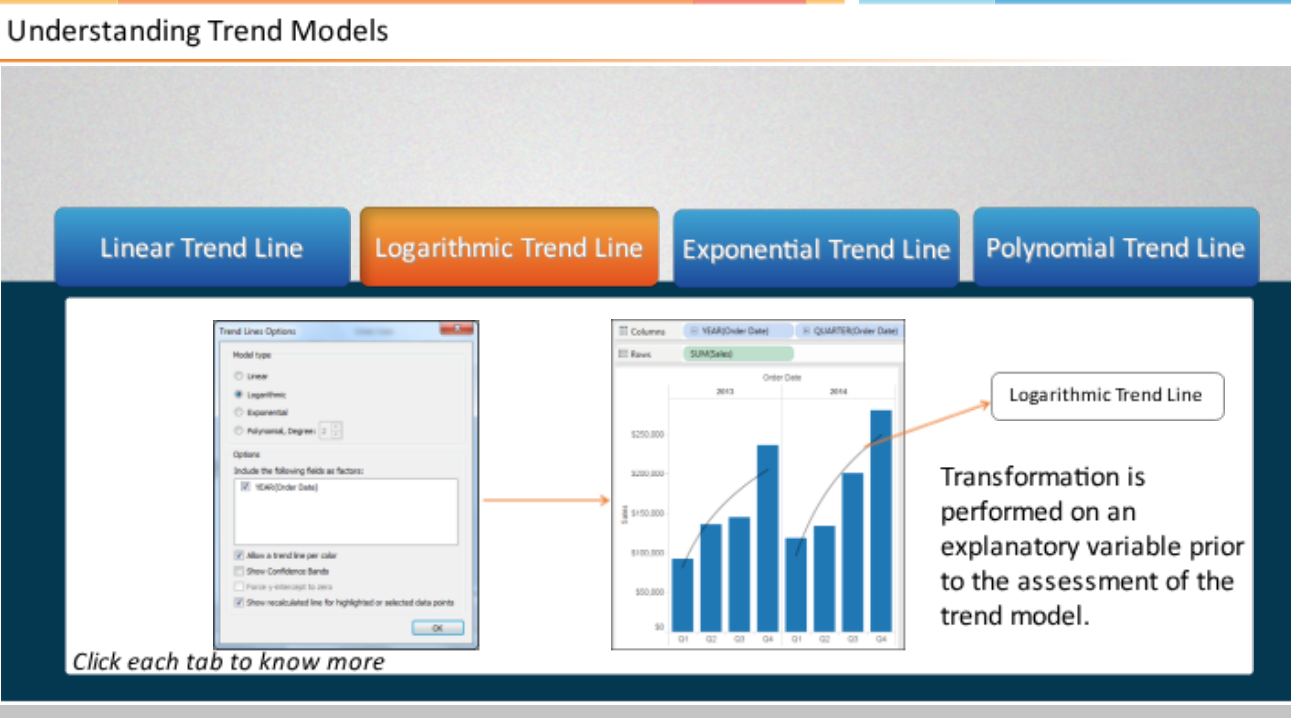 Understanding Trend Models
Linear Trend Line
Logarithmic Trend Line
Exponential Trend Line
Polynomial Trend Line
Trend Lines Options
Model type
Linear
Logarithmic
Exponential
Polynomial, Degree: 2
Options
Include the following fields as factors:
YEAR(Order Date)
Allow a trend line per color
Show Confidence Bands
Force y-intercept to zero
Show recalculated line for highlighted or selected data points
OK
Columns YEAR(Order Date) QUARTER(Order Date)
Rows SUM(Sales)
Order Date
2013 2014
$250,000
$200,000
$150,000
$100,000
$50,000
$0
Sales
Q1 Q2 Q3 Q4 Q1 Q2 Q3 Q4
Logarithmic Trend Line
Transformation is
performed on an
explanatory variable prior
to the assessment of the
trend model.
Click each tab to know more